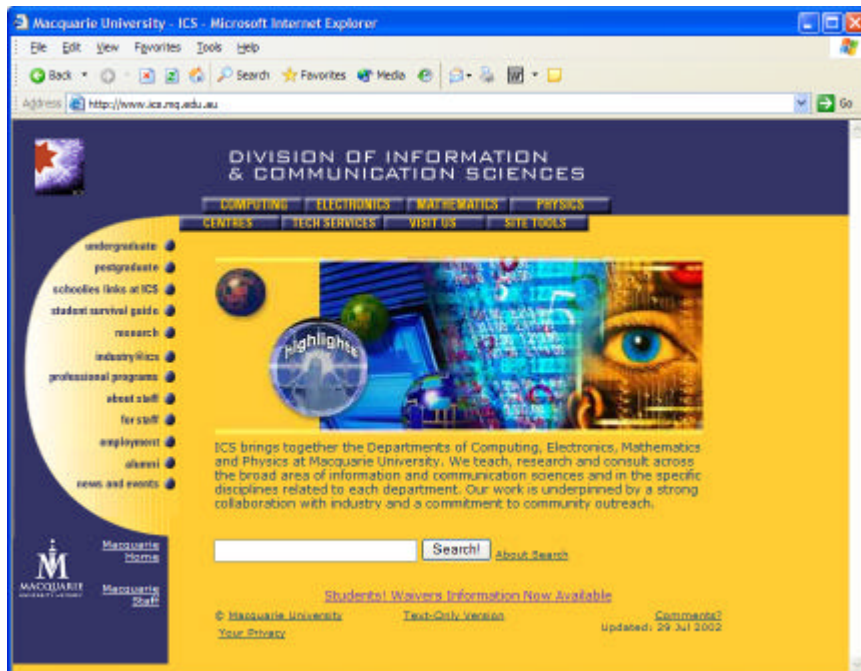 Macquarie University - ICS - Microsoft Internet Explorer
File Edit View Favorites Tools Help
Back Search Favorites Media
Address http://www.ics.mq.edu.au Go
DIVISION OF INFORMATION
& COMMUNICATION SCIENCES
COMPUTING ELECTRONICS MATHEMATICS PHYSICS
CENTRES TECH SERVICES VISIT US SITE TOOLS
undergraduate
postgraduate
schoolies links at ICS
student survival guide
research
industry@ics
professional programs
about staff
for staff
employment
alumni
news and events
highlights
ICS brings together the Departments of Computing, Electronics, Mathematics
and Physics at Macquarie University. We teach, research and consult across
the broad area of information and communication sciences and in the specific
disciplines related to each department. Our work is underpinned by a strong
collaboration with industry and a commitment to community outreach.
Search! About Search
Macquarie
Home
MACQUARIE
Macquarie
Staff
Students! Waivers Information Now Available
© Macquarie University Text-Only Version Comments?
Your Privacy Updated: 29 Jul 2002